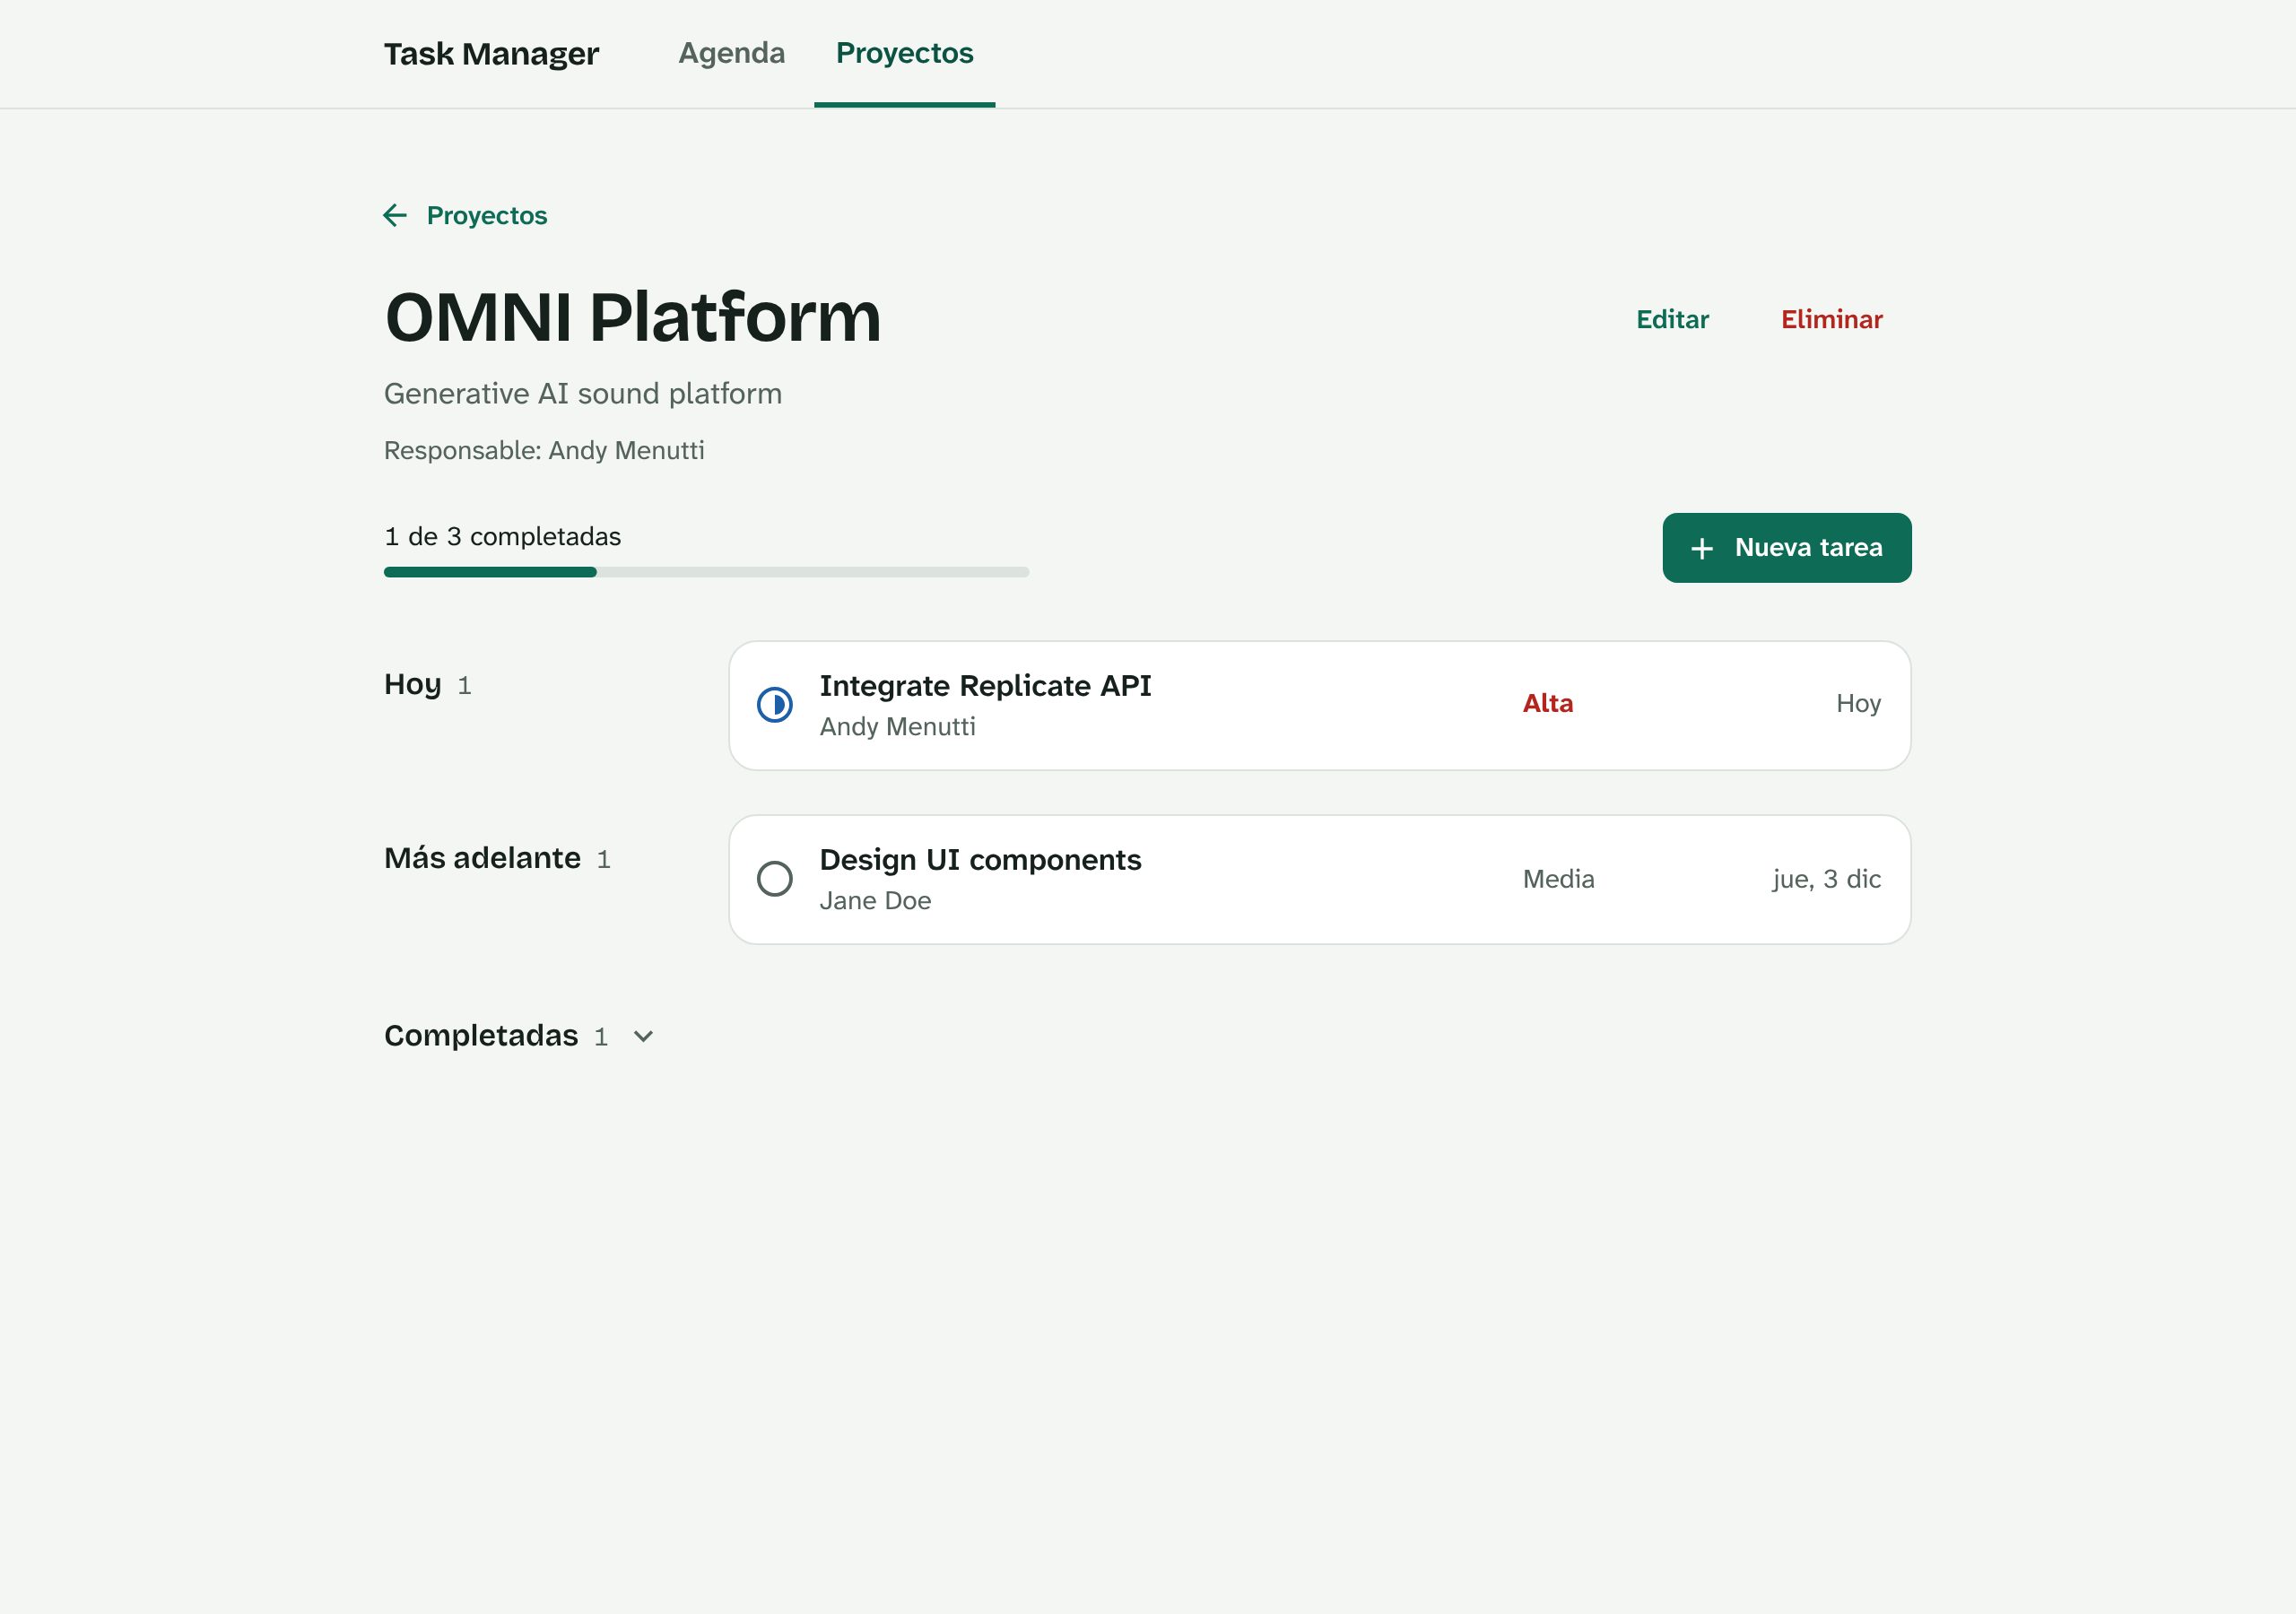 Task Manager
Agenda
Proyectos
Proyectos
OMNI Platform
Editar
Eliminar
Generative AI sound platform
Responsable: Andy Menutti
1 de 3 completadas
+ Nueva tarea
Hoy 1
Integrate Replicate API
Andy Menutti
Alta
Hoy
Más adelante 1
Design UI components
Jane Doe
Media
jue, 3 dic
Completadas 1